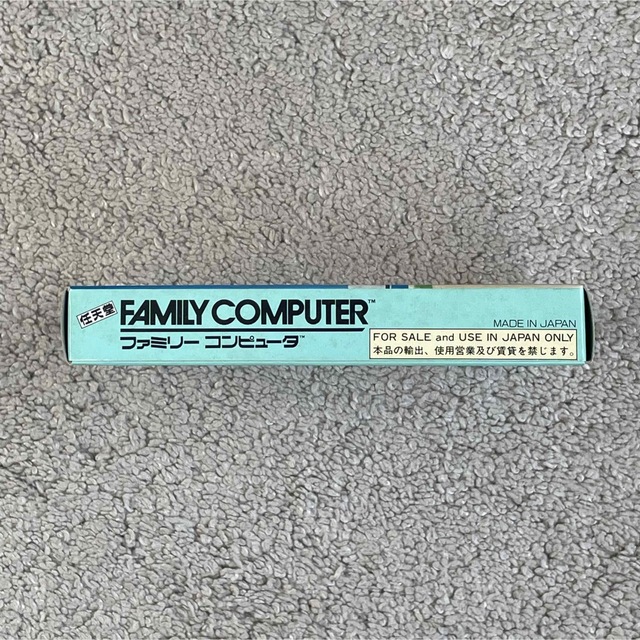 任天堂
FAMILY COMPUTER™
ファミリー コンピュータ™
MADE IN JAPAN
FOR SALE and USE IN JAPAN ONLY
本品の輸出、使用営業及び賃貸を禁じます。